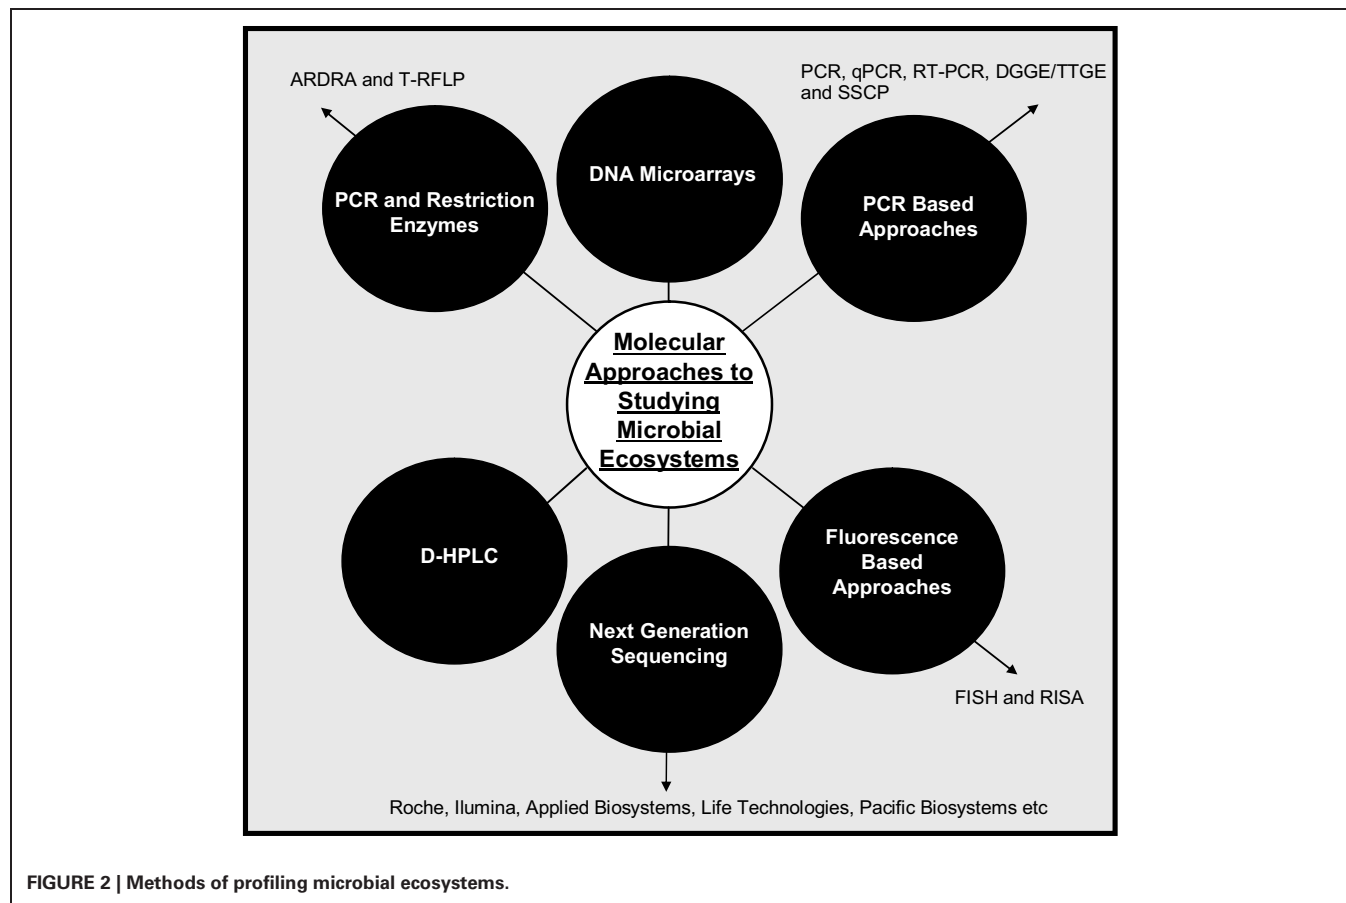 ARDRA and T-RFLP
PCR, qPCR, RT-PCR, DGGE/TTGE
and SSCP
PCR and Restriction
Enzymes
DNA Microarrays
PCR Based
Approaches
Molecular
Approaches to
Studying
Microbial
Ecosystems
D-HPLC
Next Generation
Sequencing
Fluorescence
Based
Approaches
FISH and RISA
Roche, Ilumina, Applied Biosystems, Life Technologies, Pacific Biosystems etc
FIGURE 2 | Methods of profiling microbial ecosystems.